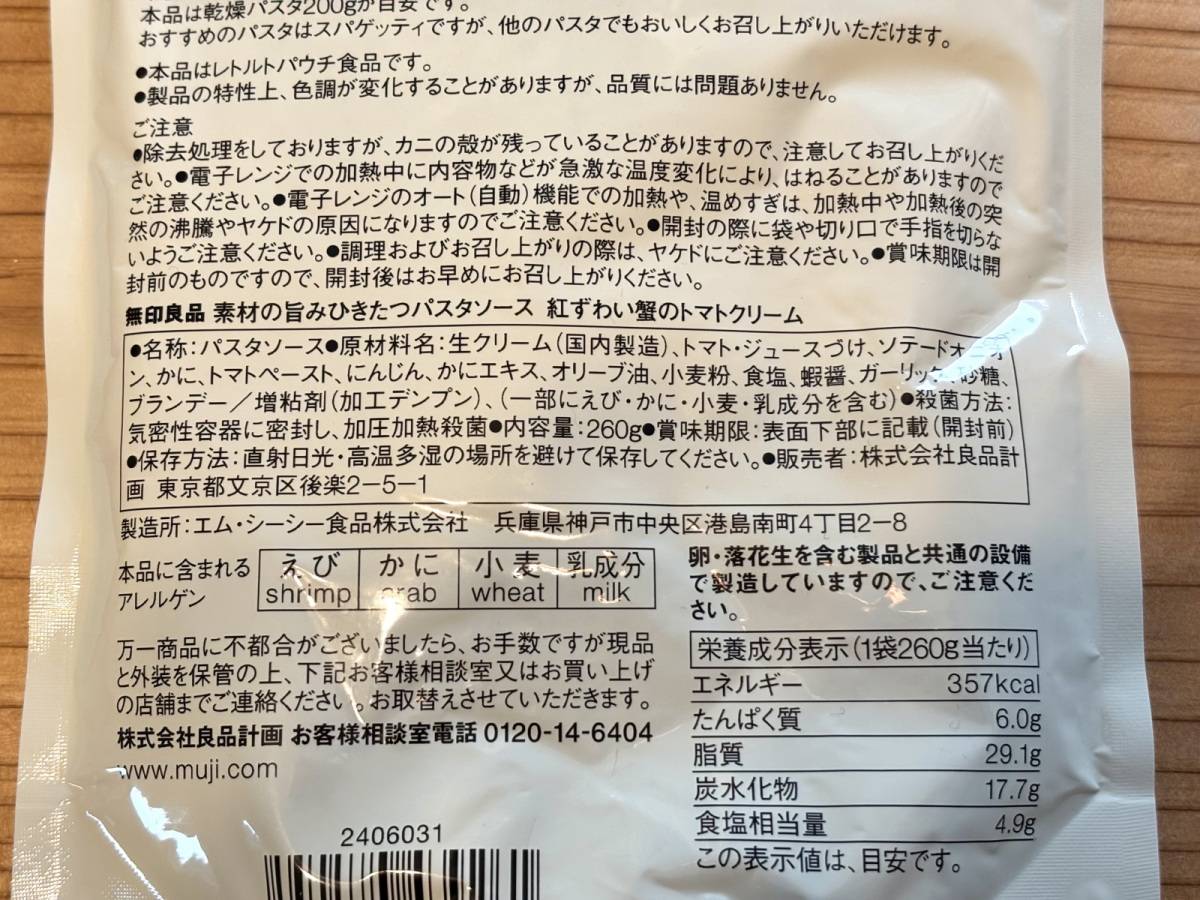 本品は乾燥パスタ200gが目安です。
おすすめのパスタはスパゲッティですが、他のパスタでもおいしくお召し上がりいただけます。
●本品はレトルトパウチ食品です。
●製品の特性上、色調が変化することがありますが、品質には問題ありません。
ご注意
●除去処理をしておりますが、カニの殻が残っていることがありますので、注意してお召し上がりくだ
さい。●電子レンジでの加熱中に内容物などが急激な温度変化により、はねることがありますので
ご注意ください。●電子レンジのオート(自動)機能での加熱や、温めすぎは、加熱中や加熱後の突
然の沸騰やヤケドの原因になりますのでご注意ください。●開封の際に袋や切り口で手指を切らな
いようご注意ください。●調理およびお召し上がりの際は、ヤケドにご注意ください。●賞味期限は開
封前のものですので、開封後はお早めにお召し上がりください。
無印良品 素材の旨みひきたつパスタソース 紅ずわい蟹のトマトクリーム
●名称:パスタソース●原材料名:生クリーム(国内製造)、トマト・ジュースづけ、ソテードオニオ
ン、かに、トマトペースト、にんじん、かにエキス、オリーブ油、小麦粉、食塩、蝦醤、ガーリック、砂糖、
ブランデー/増粘剤(加工デンプン)、(一部にえび・かに・小麦・乳成分を含む)●殺菌方法:
気密性容器に密封し、加圧加熱殺菌●内容量:260g●賞味期限:表面下部に記載(開封前)
●保存方法:直射日光・高温多湿の場所を避けて保存してください。●販売者:株式会社良品計
画 東京都文京区後楽2-5-1
製造所:エム・シーシー食品株式会社 兵庫県神戸市中央区港島南町4丁目2-8
本品に含まれる
アレルゲン
えび かに 小麦 乳成分
shrimp crab wheat milk
卵・落花生を含む製品と共通の設備
で製造していますので、ご注意くだ
さい。
万一商品に不都合がございましたら、お手数ですが現品
と外装を保管の上、下記お客様相談室又はお買い上げ
の店舗までご連絡ください。お取替えさせていただきます。
株式会社良品計画 お客様相談室電話 0120-14-6404
www.muji.com
栄養成分表示(1袋260g当たり)
エネルギー 357kcal
たんぱく質 6.0g
脂質 29.1g
炭水化物 17.7g
食塩相当量 4.9g
この表示値は、目安です。
2406031